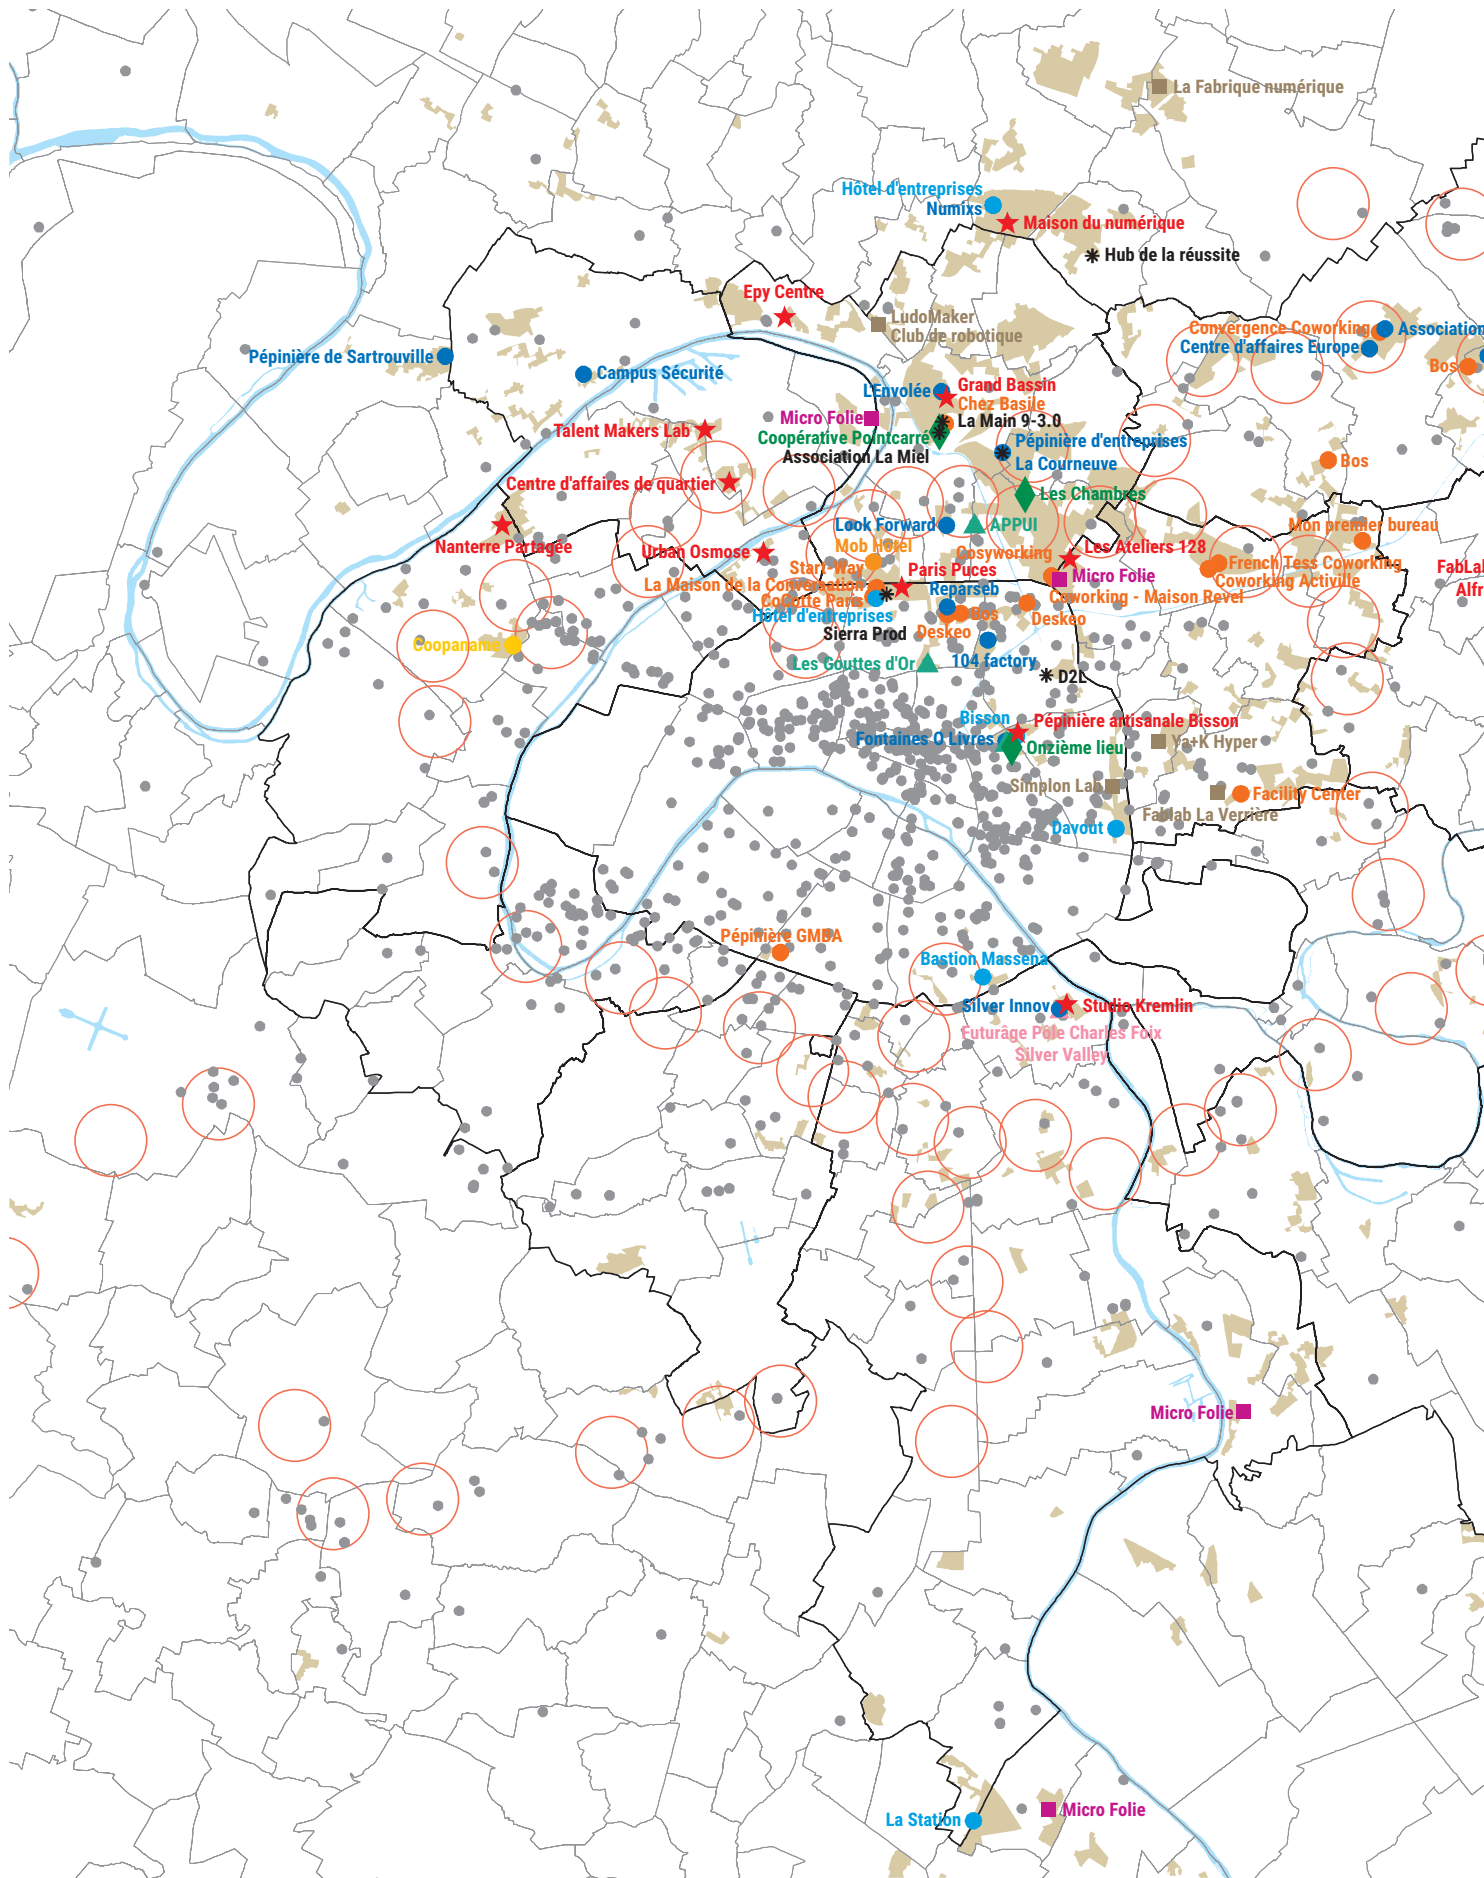 La Fabrique numérique
Hôtel d'entreprises
Numixs
Maison du numérique
Hub de la réussite
Epy Centre
LudoMaker
Club de robotique
Convergence Coworking
Association
Centre d'affaires Europe
Bos
Pépinière de Sartrouville
Campus Sécurité
L'Envolée
Grand Bassin
Chez Basile
Micro Folie
La Main 9-3.0
Talent Makers Lab
Coopérative Pointcarré
Pépinière d'entreprises
La Courneuve
Association La Miel
Bos
Centre d'affaires de quartier
Les Chambres
Look Forward
APPUI
Mon premier bureau
Nanterre Partagée
Mob Hôtel
Urban Osmose
Cosyworking
Les Ateliers 128
Start-Way
Paris Puces
French Tess Coworking
FabLab
Micro Folie
Coworking Activille
La Maison de la Conversation
Reparseb
Alfr
CoCotte Paris
Coworking - Maison Revel
Hôtel d'entreprises
Bos
Deskeo
Sierra Prod
Deskeo
Coopaname
104 factory
Les Gouttes d'Or
D2L
Bisson
Pépinière artisanale Bisson
Fontaines O Livres
Onzième lieu
Ya+K Hyper
Simplon Lab
Facility Center
Fablab La Verrière
Davout
Pépinière GMBA
Bastion Massena
Silver Innov
Studio Kremlin
Futurâge Pôle Charles Foix
Silver Valley
Micro Folie
Micro Folie
La Station